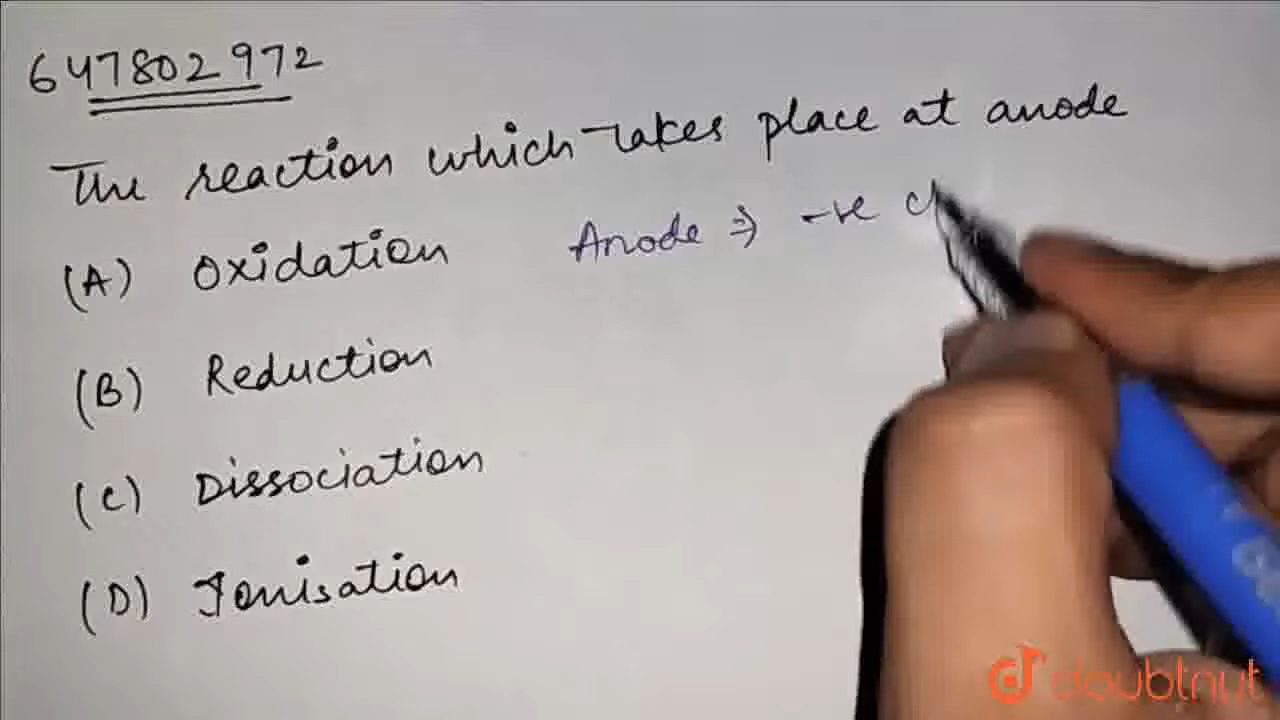 647802972
The reaction which takes place at anode
(A) Oxidation Anode ⇒ -ve
(B) Reduction
(C) Dissociation
(D) Ionisation
doubtnut